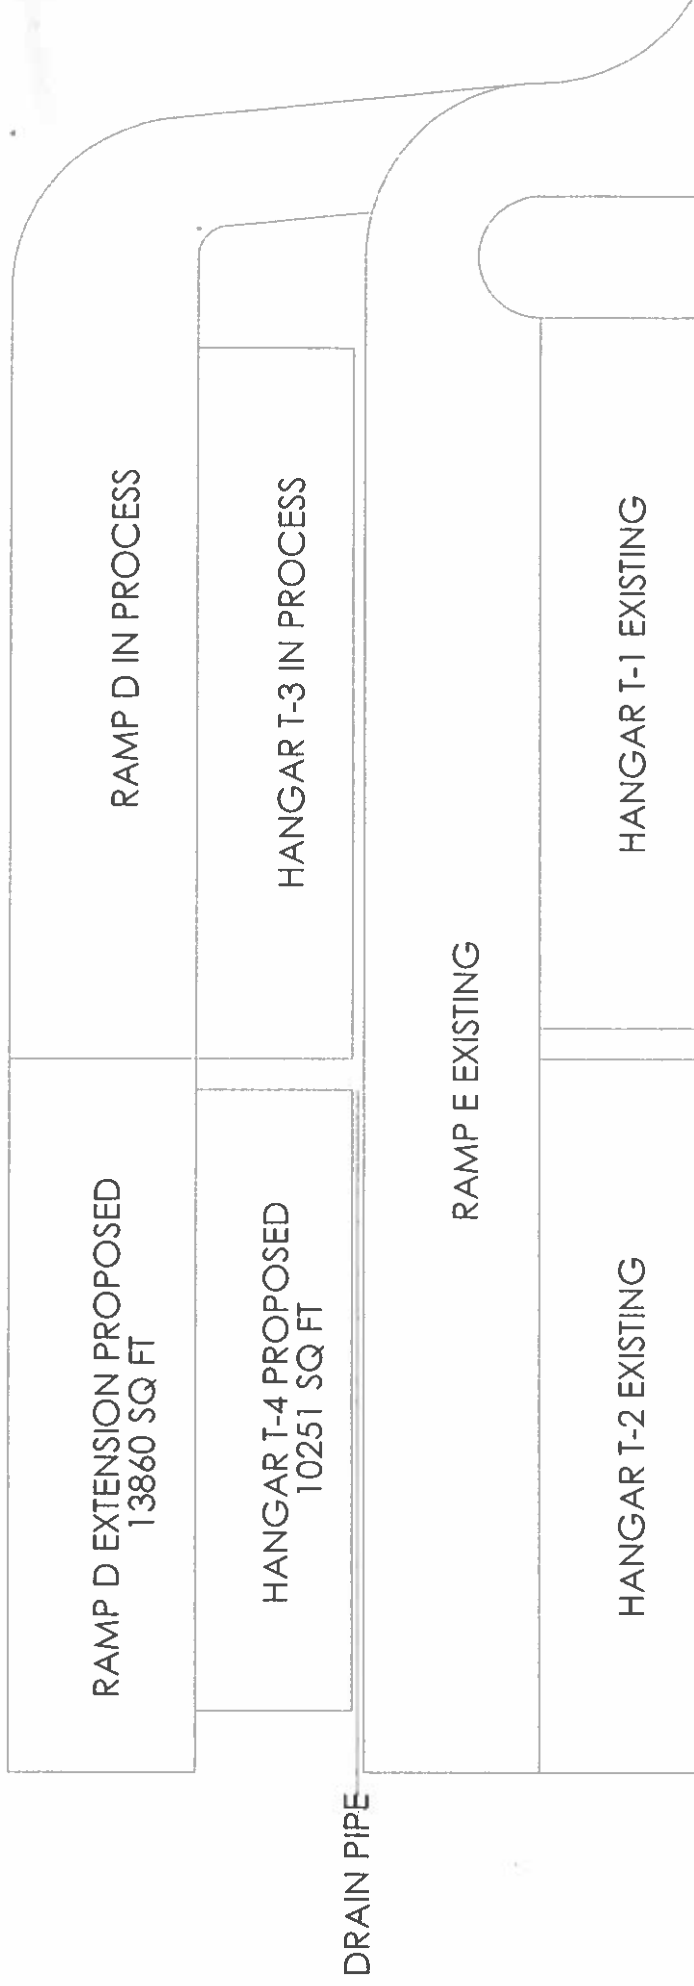 RAMP D EXTENSION PROPOSED
13860 SQ FT
RAMP D IN PROCESS
HANGAR T-4 PROPOSED
10251 SQ FT
HANGAR T-3 IN PROCESS
DRAIN PIPE
RAMP E EXISTING
HANGAR T-2 EXISTING
HANGAR T-1 EXISTING